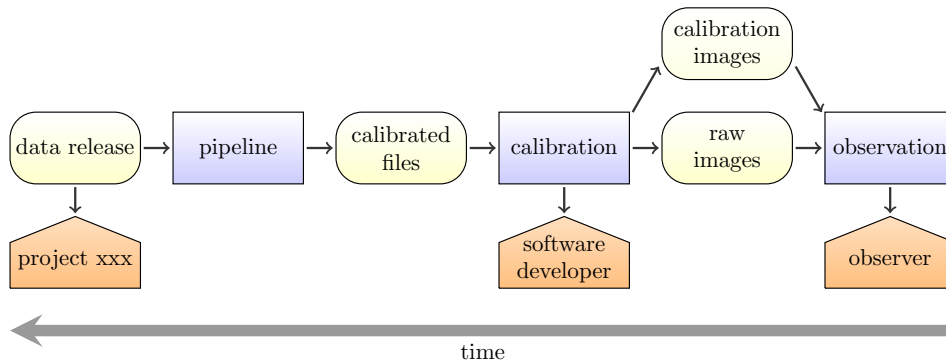 calibration
images
data release
pipeline
calibrated
files
calibration
raw
images
observation
project xxx
software
developer
observer
time